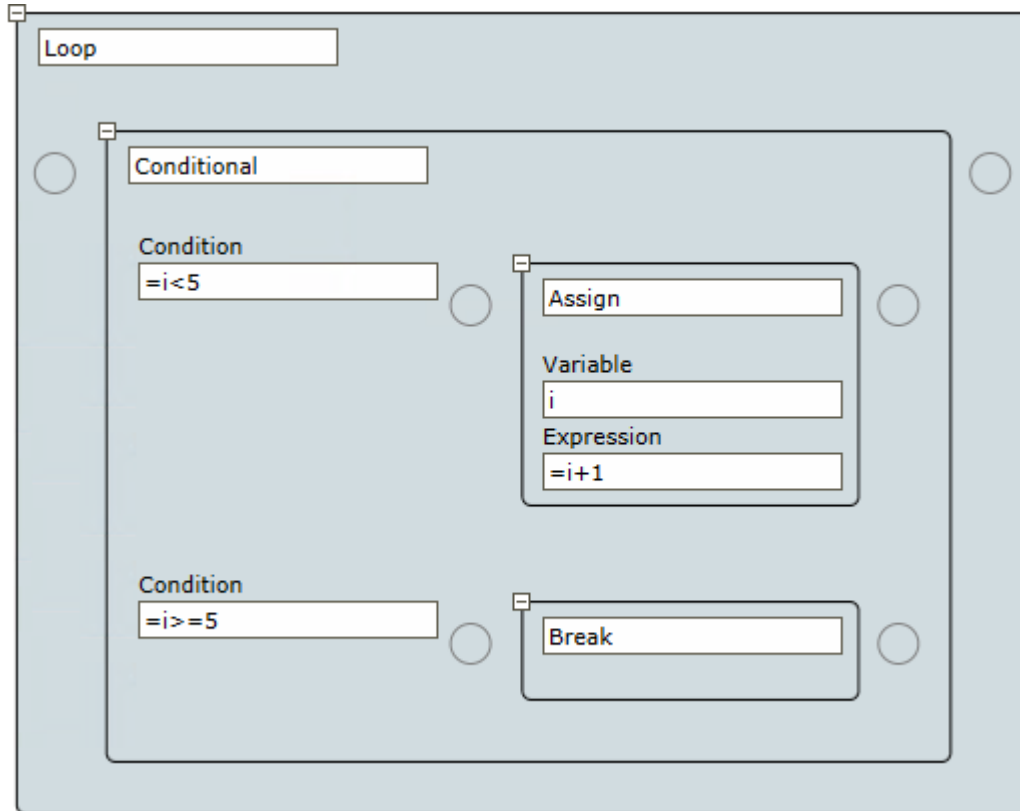 Loop
Conditional
Condition
=i<5
Assign
Variable
i
Expression
=i+1
Condition
=i>=5
Break